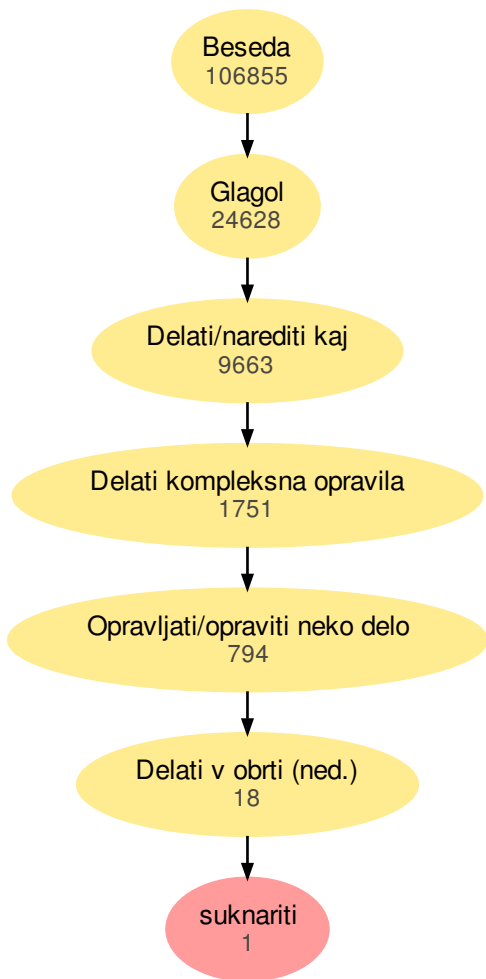 Beseda
106855
Glagol
24628
Delati/narediti kaj
9663
Delati kompleksna opravila
1751
Opravljati/opraviti neko delo
794
Delati v obrti (ned.)
18
suknariti
1